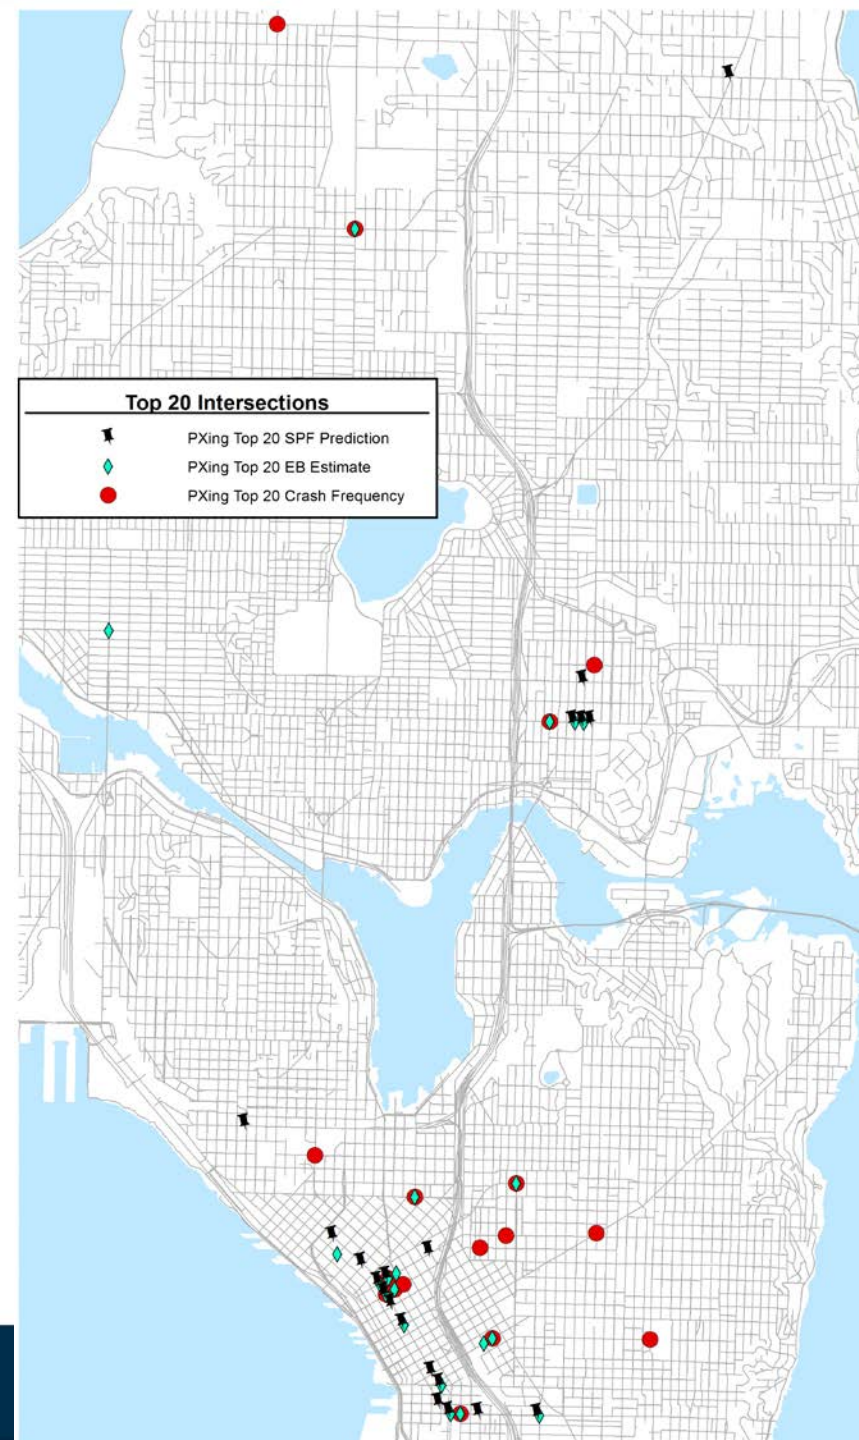 Top 20 Intersections
PXing Top 20 SPF Prediction
PXing Top 20 EB Estimate
PXing Top 20 Crash Frequency